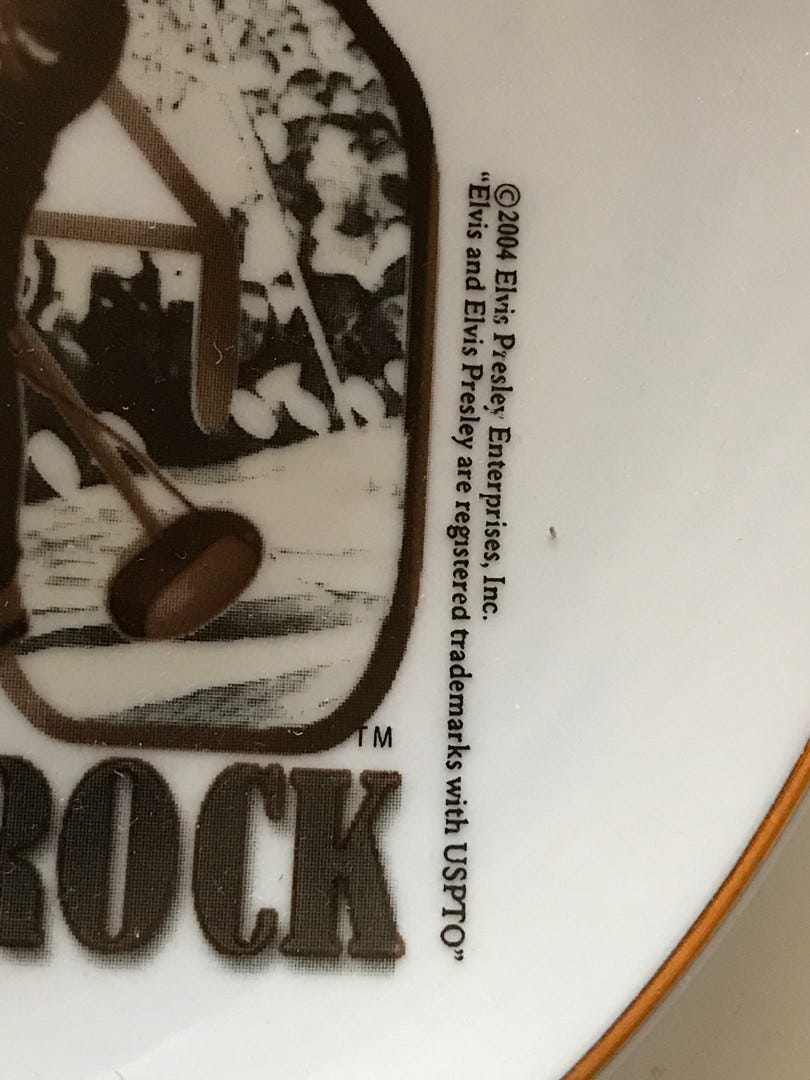 ©2004 Elvis Presley Enterprises, Inc.
“Elvis and Elvis Presley are registered trademarks with USPTO”
TM
ROCK